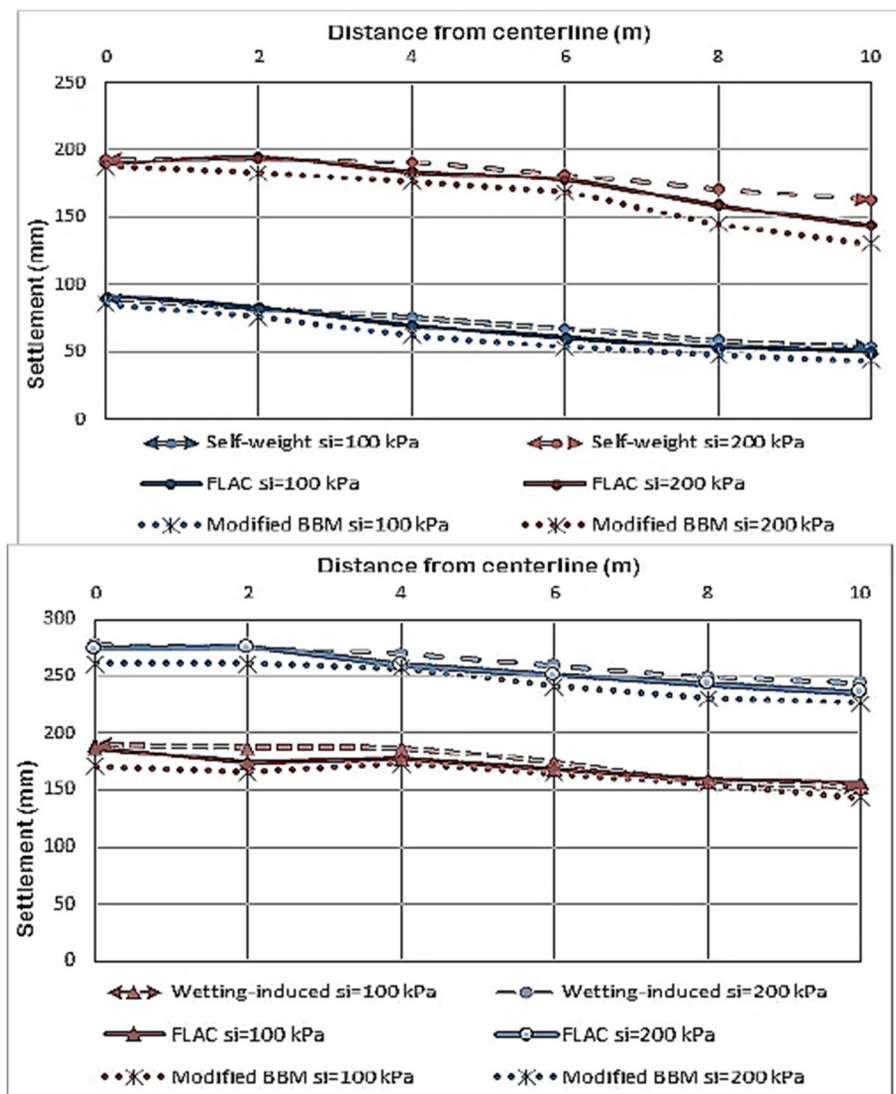 Distance from centerline (m)
0 2 4 6 8 10
250
200
150
100
50
0
Settlement (mm)
Self-weight si=100 kPa Self-weight si=200 kPa
FLAC si=100 kPa FLAC si=200 kPa
Modified BBM si=100 kPa Modified BBM si=200 kPa
Distance from centerline (m)
0 2 4 6 8 10
300
250
200
150
100
50
0
Settlement (mm)
Wetting-induced si=100 kPa Wetting-induced si=200 kPa
FLAC si=100 kPa FLAC si=200 kPa
Modified BBM si=100 kPa Modified BBM si=200 kPa